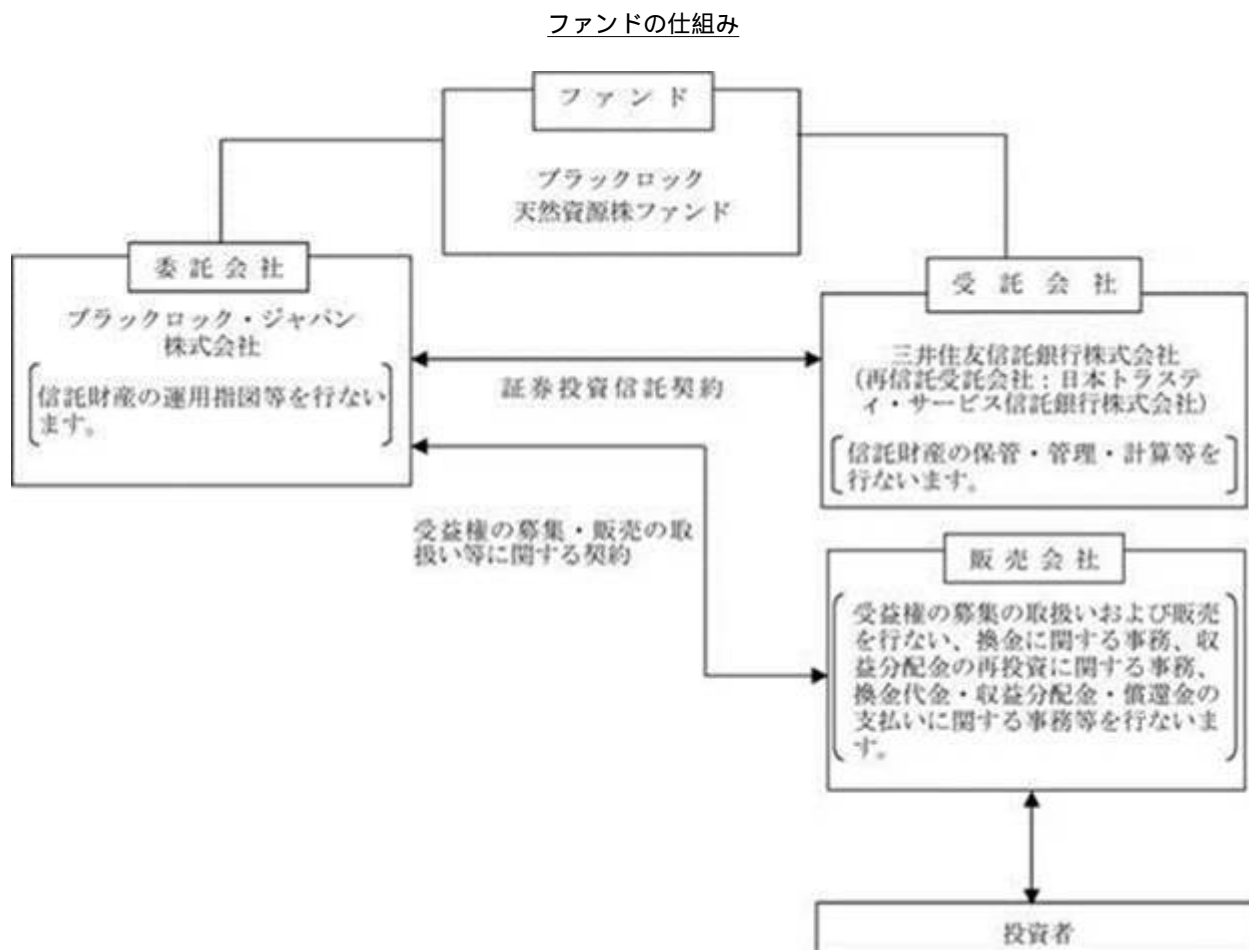 ファンドの仕組み
ファンド
ブラックロック
天然資源株ファンド
委託会社
ブラックロック・ジャパン
株式会社
信託財産の運用指図等を行ない
ます。
証券投資信託契約
受託会社
三井住友信託銀行株式会社
(再信託受託会社：日本トラステ
ィ・サービス信託銀行株式会社)
信託財産の保管・管理・計算等を
行ないます。
受益権の募集・販売の取
扱い等に関する契約
販売会社
受益権の募集の取扱いおよび販売
を行ない、換金に関する事務、収
益分配金の再投資に関する事務、
換金代金・収益分配金・償還金の
支払いに関する事務等を行ないま
す。
投資者